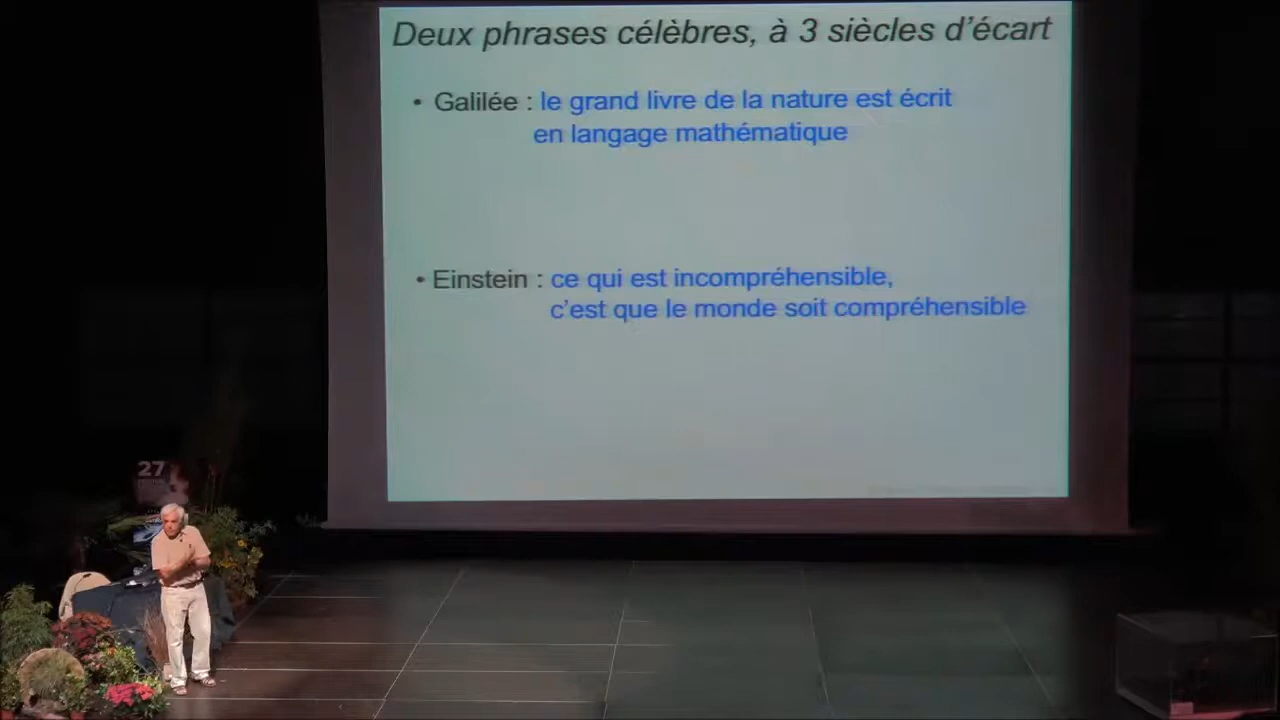 Deux phrases célèbres, à 3 siècles d'écart
• Galilée : le grand livre de la nature est écrit
en langage mathématique
• Einstein : ce qui est incompréhensible,
c'est que le monde soit compréhensible
27